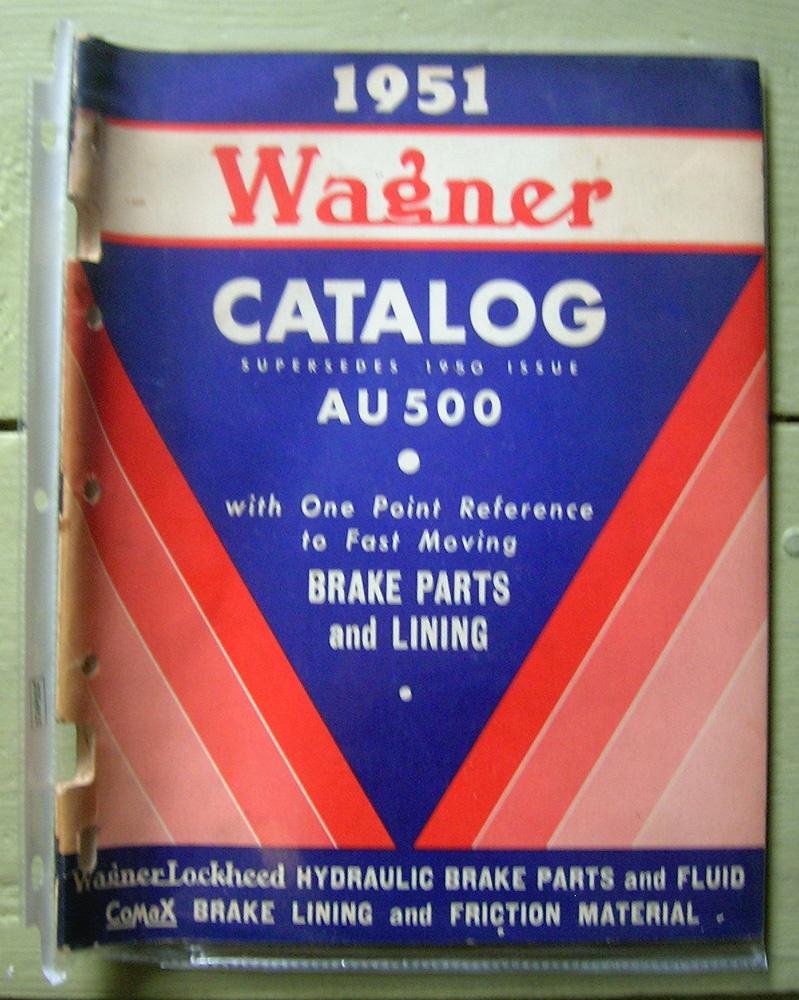 1951
Wagner
CATALOG
SUPERSEDES 1950 ISSUE
AU500
with One Point Reference
to Fast Moving
BRAKE PARTS
and LINING
Wagner Lockheed HYDRAULIC BRAKE PARTS and FLUID
CoMaX BRAKE LINING and FRICTION MATERIAL